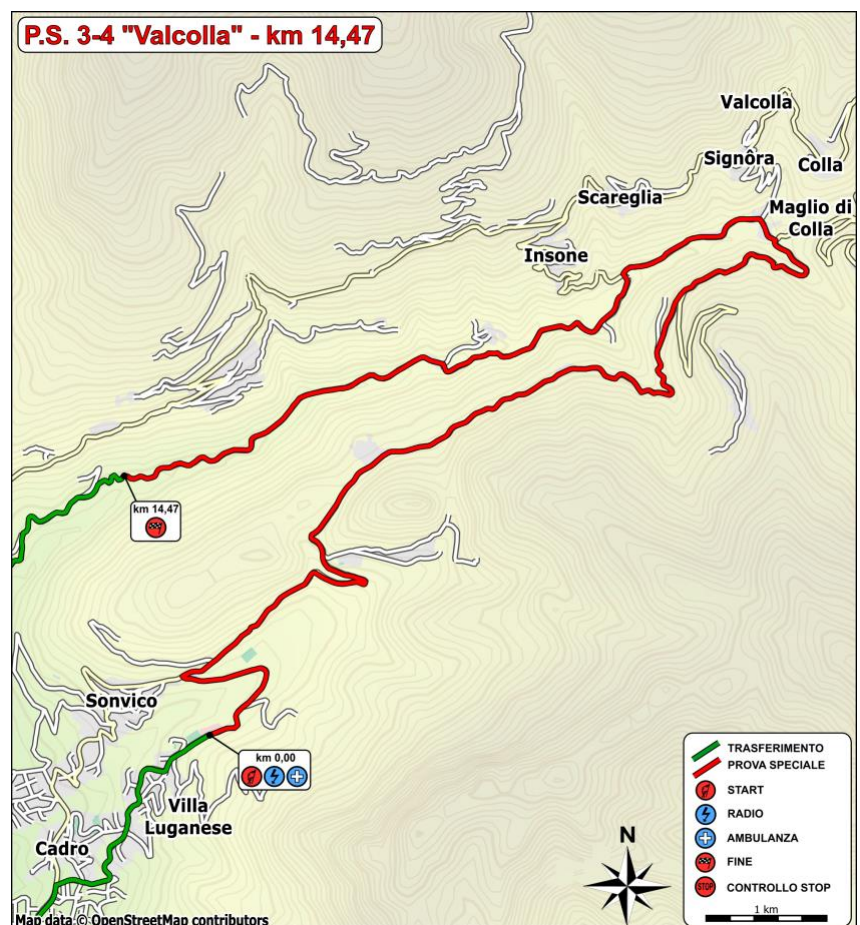 P.S. 3-4 "Valcolla" - km 14,47
Valcolla
Signôra
Colla
Scareglia
Maglio di
Colla
Insone
km 14,47
Sonvico
km 0,00
Villa
Luganese
Cadro
N
TRASFERIMENTO
PROVA SPECIALE
START
RADIO
AMBULANZA
FINE
STOP
CONTROLLO STOP
1 km
Map data © OpenStreetMap contributors